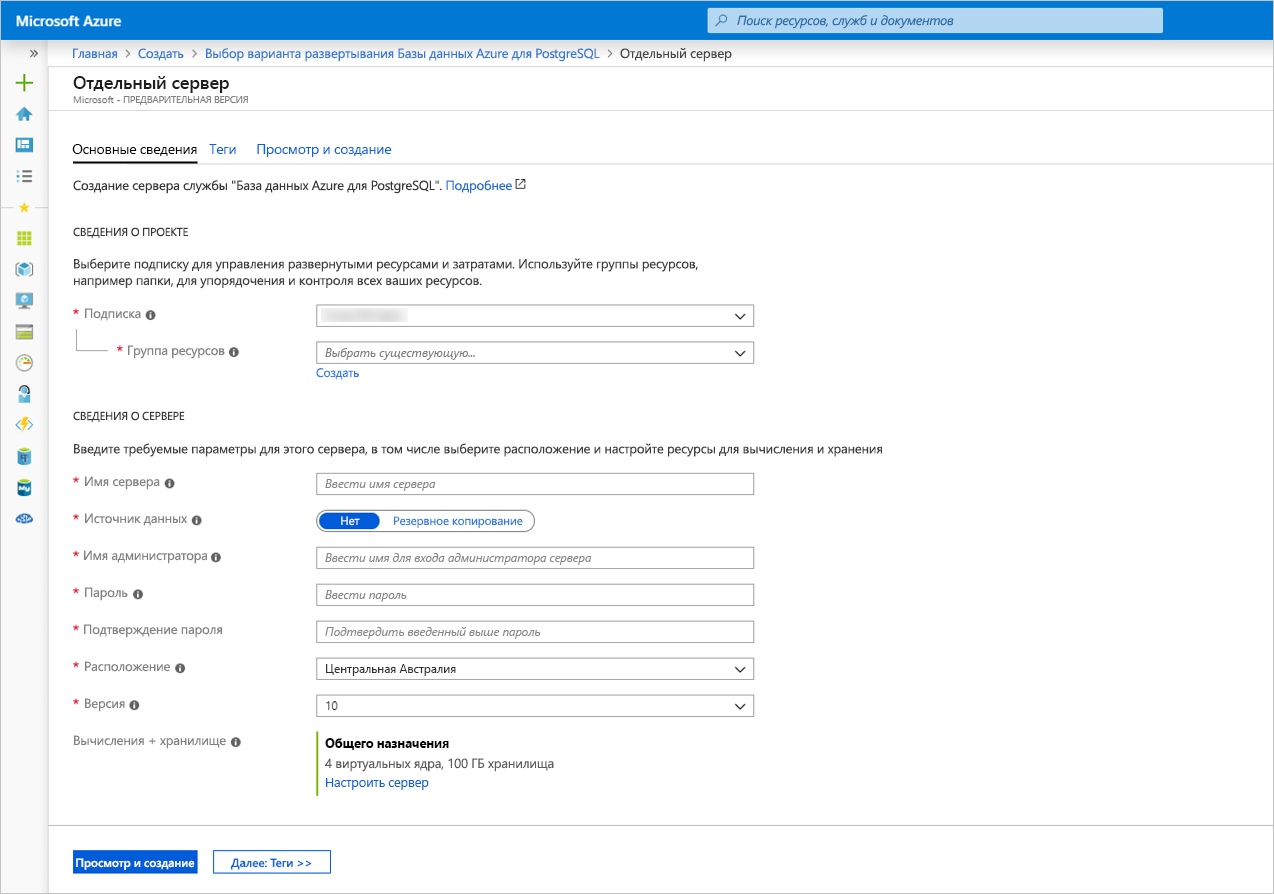 Microsoft Azure
Поиск ресурсов, служб и документов
Главная > Создать > Выбор варианта развертывания Базы данных Azure для PostgreSQL > Отдельный сервер
Отдельный сервер
Microsoft - ПРЕДВАРИТЕЛЬНАЯ ВЕРСИЯ
Основные сведения Теги Просмотр и создание
Создание сервера службы "База данных Azure для PostgreSQL". Подробнее
СВЕДЕНИЯ О ПРОЕКТЕ
Выберите подписку для управления развернутыми ресурсами и затратами. Используйте группы ресурсов,
например папки, для упорядочения и контроля всех ваших ресурсов.
* Подписка
* Группа ресурсов Выбрать существующую...
Создать
СВЕДЕНИЯ О СЕРВЕРЕ
Введите требуемые параметры для этого сервера, в том числе выберите расположение и настройте ресурсы для вычисления и хранения
* Имя сервера Ввести имя сервера
* Источник данных Нет Резервное копирование
* Имя администратора Ввести имя для входа администратора сервера
* Пароль Ввести пароль
* Подтверждение пароля Подтвердить введенный выше пароль
* Расположение Центральная Австралия
* Версия 10
Вычисления + хранилище Общего назначения
4 виртуальных ядра, 100 ГБ хранилища
Настроить сервер
Просмотр и создание Далее: Теги >>